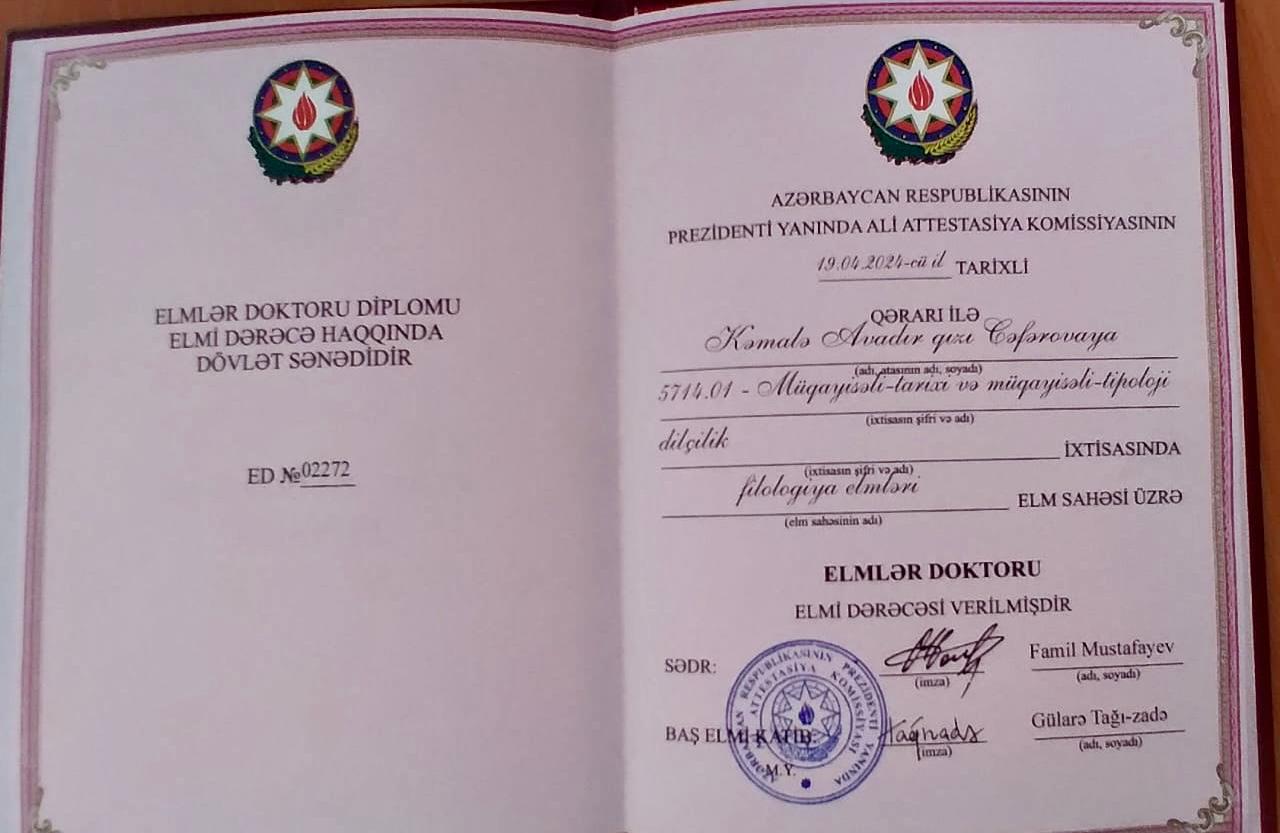 ELMLƏR DOKTORU DİPLOMU
ELMİ DƏRƏCƏ HAQQINDA
DÖVLƏT SƏNƏDİDİR
ED №02272
AZƏRBAYCAN RESPUBLİKASININ
PREZİDENTİ YANINDA ALİ ATTESTASİYA KOMİSSİYASININ
19.04.2024-cü il TARİXLİ
QƏRARI İLƏ
Kəmalə Avadır qızı Cəfərovaya
(adı, atasının adı, soyadı)
5714.01 - Müqayisəli-tarixi və müqayisəli-tipoloji
(ixtisasın şifri və adı)
dilçilik İXTİSASINDA
(ixtisasın şifri və adı)
filologiya elmləri ELM SAHƏSİ ÜZRƏ
(elm sahəsinin adı)
ELMLƏR DOKTORU
ELMİ DƏRƏCƏSİ VERİLMİŞDİR
SƏDR: Famil Mustafayev
(imza) (adı, soyadı)
BAŞ ELMİ KATİB: Gülarə Tağı-zadə
(imza) (adı, soyadı)
M.Y.
AZƏRBAYCAN RESPUBLİKASININ PREZİDENTİ YANINDA
ALİ ATTESTASİYA KOMİSSİYASI